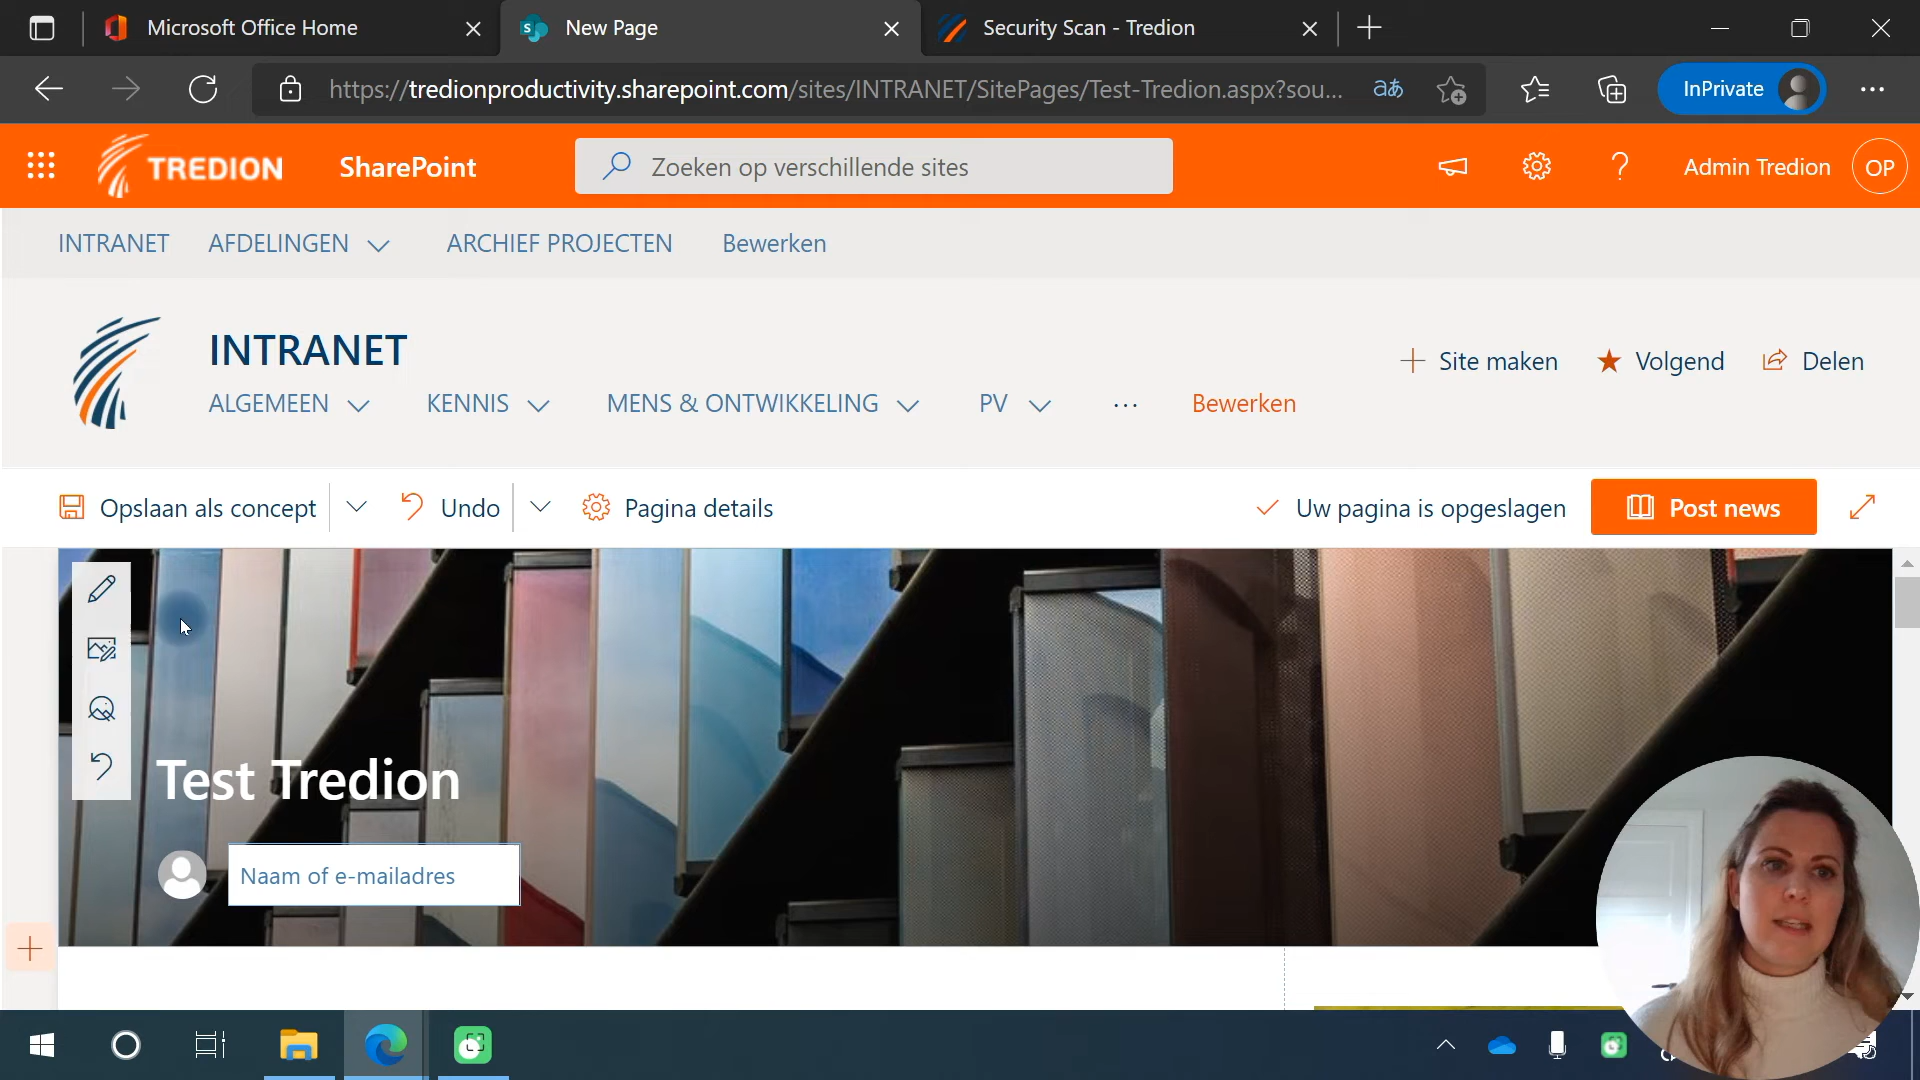 Microsoft Office Home
New Page
Security Scan - Tredion
https://tredionproductivity.sharepoint.com/sites/INTRANET/SitePages/Test-Tredion.aspx?sou...
aあ
InPrivate
TREDION
SharePoint
Zoeken op verschillende sites
Admin Tredion
OP
INTRANET
AFDELINGEN
ARCHIEF PROJECTEN
Bewerken
INTRANET
Site maken
Volgend
Delen
ALGEMEEN
KENNIS
MENS & ONTWIKKELING
PV
...
Bewerken
Opslaan als concept
Undo
Pagina details
Uw pagina is opgeslagen
Post news
Test Tredion
Naam of e-mailadres